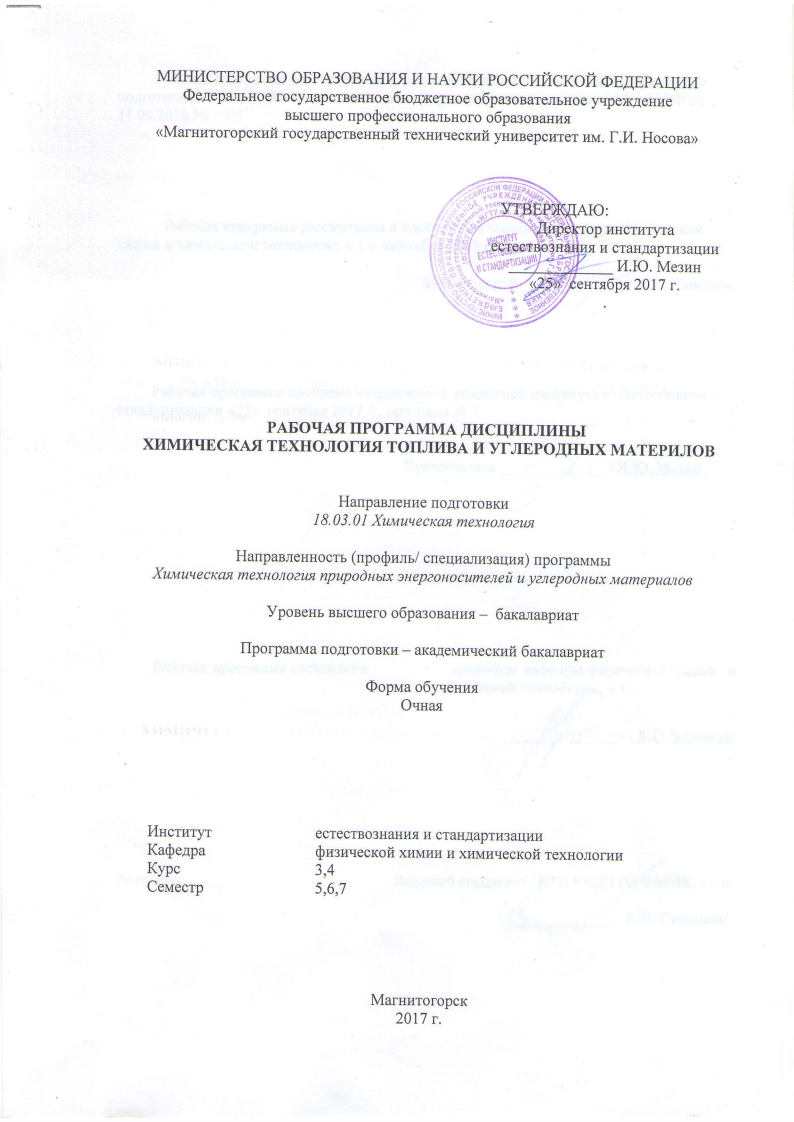 МИНИСТЕРСТВО ОБРАЗОВАНИЯ И НАУКИ РОССИЙСКОЙ ФЕДЕРАЦИИ
Федеральное государственное бюджетное образовательное учреждение
высшего профессионального образования
«Магнитогорский государственный технический университет им. Г.И. Носова»
УТВЕРЖДАЮ:
Директор института
естествознания и стандартизации
И.Ю. Мезин
«25» сентября 2017 г.
ИНСТИТУТ
ЕСТЕСТВОЗНАНИЯ
И СТАНДАРТИЗАЦИИ
РАБОЧАЯ ПРОГРАММА ДИСЦИПЛИНЫ
ХИМИЧЕСКАЯ ТЕХНОЛОГИЯ ТОПЛИВА И УГЛЕРОДНЫХ МАТЕРИЛОВ
Направление подготовки
18.03.01 Химическая технология
Направленность (профиль/ специализация) программы
Химическая технология природных энергоносителей и углеродных материалов
Уровень высшего образования – бакалавриат
Программа подготовки – академический бакалавриат
Форма обучения
Очная
Институт естествознания и стандартизации
Кафедра физической химии и химической технологии
Курс 3,4
Семестр 5,6,7
Магнитогорск
2017 г.